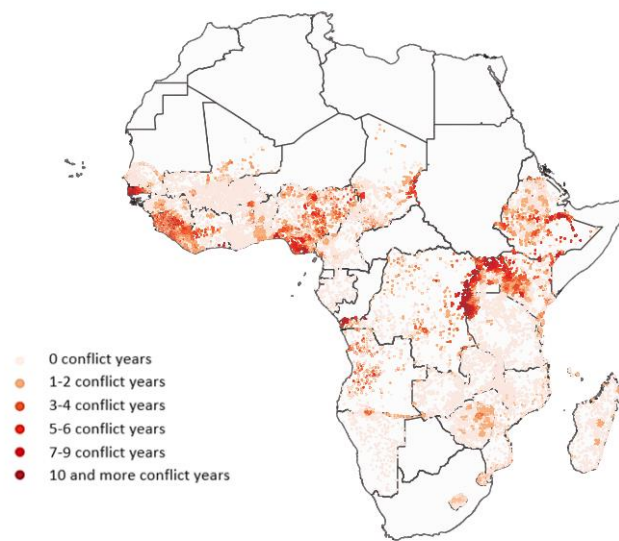 0 conflict years
1-2 conflict years
3-4 conflict years
5-6 conflict years
7-9 conflict years
10 and more conflict years